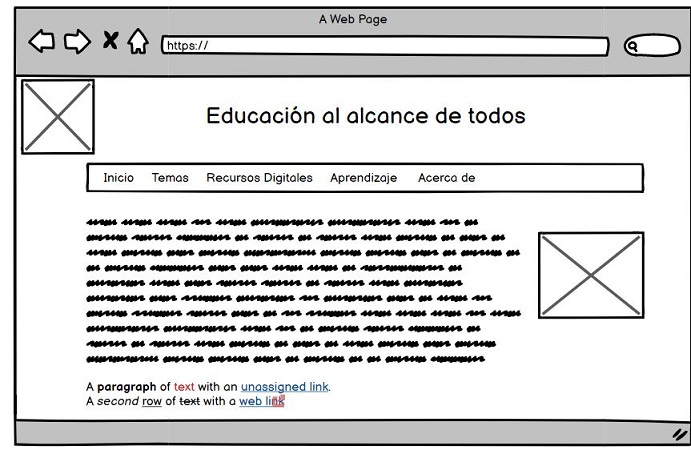 A Web Page
https://
Educación al alcance de todos
Inicio Temas Recursos Digitales Aprendizaje Acerca de
A paragraph of text with an unassigned link.
A second row of text with a web link